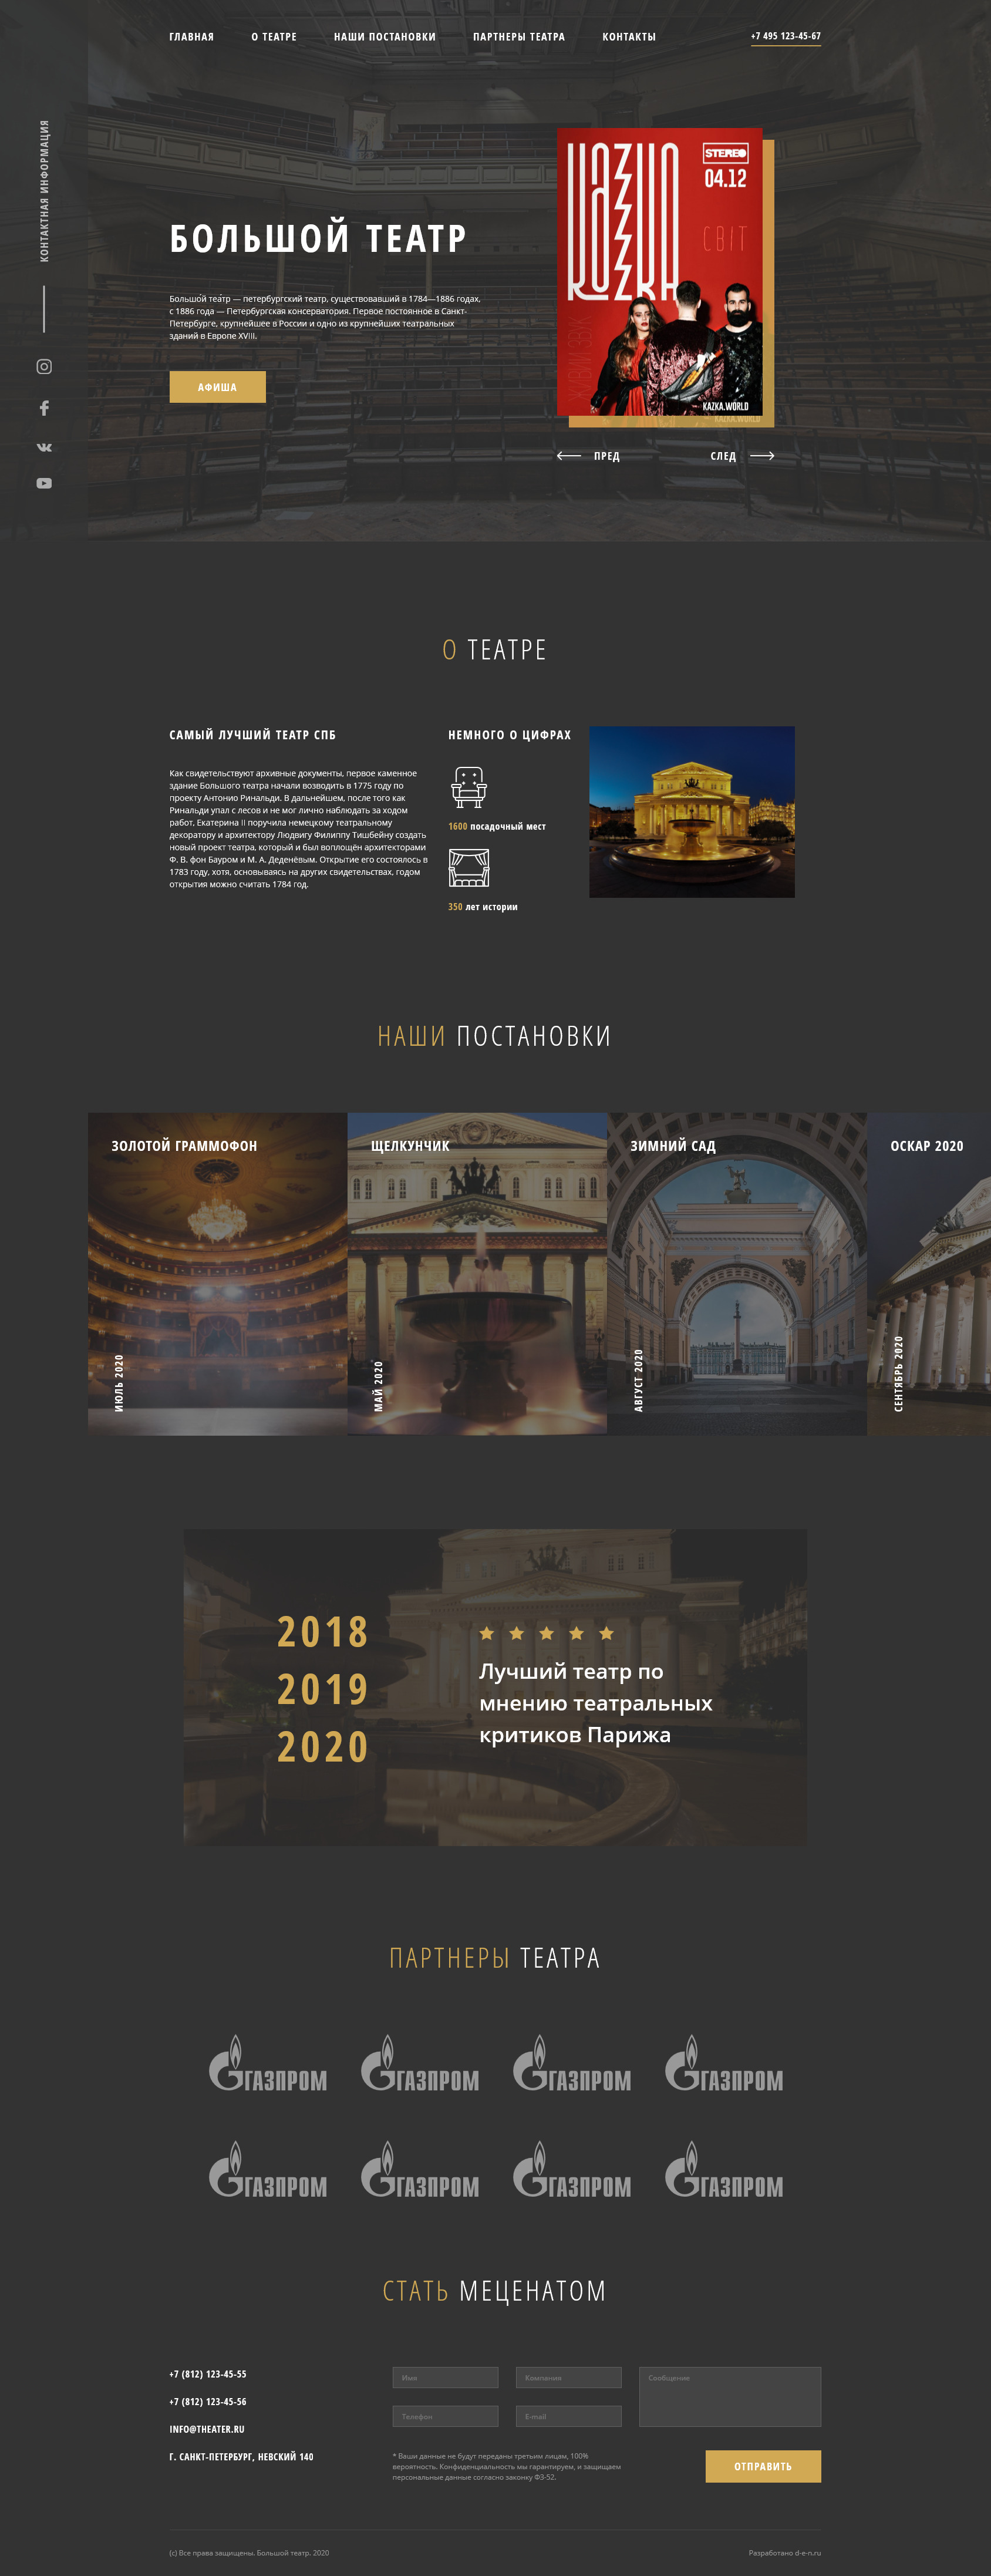 ГЛАВНАЯ
О ТЕАТРЕ
НАШИ ПОСТАНОВКИ
ПАРТНЕРЫ ТЕАТРА
КОНТАКТЫ
+7 495 123-45-67
КОНТАКТНАЯ ИНФОРМАЦИЯ
БОЛЬШОЙ ТЕАТР
Большо́й теа́тр — петербургский театр, существовавший в 1784—1886 годах,
с 1886 года — Петербургская консерватория. Первое постоянное в Санкт-
Петербурге, крупнейшее в России и одно из крупнейших театральных
зданий в Европе XVIII.
АФИША
KAZKA
STEREO
04.12
СВІТ
KAZKA.WORLD
KAZKA.WORLD
ПРЕД
СЛЕД
О ТЕАТРЕ
САМЫЙ ЛУЧШИЙ ТЕАТР СПБ
Как свидетельствуют архивные документы, первое каменное
здание Большого театра начали возводить в 1775 году по
проекту Антонио Ринальди. В дальнейшем, после того как
Ринальди упал с лесов и не мог лично наблюдать за ходом
работ, Екатерина II поручила немецкому театральному
декоратору и архитектору Людвигу Филиппу Тишбейну создать
новый проект театра, который и был воплощён архитекторами
Ф. В. фон Бауром и М. А. Деденёвым. Открытие его состоялось в
1783 году, хотя, основываясь на других свидетельствах, годом
открытия можно считать 1784 год.
НЕМНОГО О ЦИФРАХ
1600 посадочный мест
350 лет истории
НАШИ ПОСТАНОВКИ
ЗОЛОТОЙ ГРАММОФОН
ИЮЛЬ 2020
ЩЕЛКУНЧИК
МАЙ 2020
ЗИМНИЙ САД
АВГУСТ 2020
ОСКАР 2020
СЕНТЯБРЬ 2020
2018
2019
2020
Лучший театр по
мнению театральных
критиков Парижа
ПАРТНЕРЫ ТЕАТРА
ГАЗПРОМ
ГАЗПРОМ
ГАЗПРОМ
ГАЗПРОМ
ГАЗПРОМ
ГАЗПРОМ
ГАЗПРОМ
ГАЗПРОМ
СТАТЬ МЕЦЕНАТОМ
+7 (812) 123-45-55
+7 (812) 123-45-56
INFO@THEATER.RU
Г. САНКТ-ПЕТЕРБУРГ, НЕВСКИЙ 140
Имя
Компания
Сообщение
Телефон
E-mail
* Ваши данные не будут переданы третьим лицам, 100%
вероятность. Конфиденциальность мы гарантируем, и защищаем
персональные данные согласно законку ФЗ-52.
ОТПРАВИТЬ
(с) Все права защищены. Большой театр. 2020
Разработано d-e-n.ru